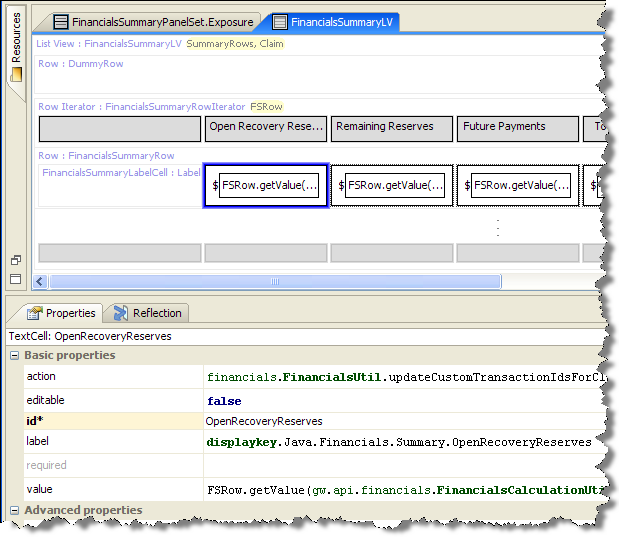 Resources
FinancialsSummaryPanelSet.Exposure FinancialsSummaryLV
List View : FinancialsSummaryLV SummaryRows, Claim
Row : DummyRow
Row Iterator : FinancialsSummaryRowIterator FSRow
Open Recovery Rese... Remaining Reserves Future Payments To
Row : FinancialsSummaryRow
FinancialsSummaryLabelCell : Label
$ FSRow.getValue(... $ FSRow.getValue(... $ FSRow.getValue(... $
Properties Reflection
TextCell: OpenRecoveryReserves
Basic properties
action financials.FinancialsUtil.updateCustomTransactionIdsForCl
editable false
id* OpenRecoveryReserves
label displaykey.Java.Financials.Summary.OpenRecoveryReserves
required
value FSRow.getValue(gw.api.financials.FinancialsCalculationUti
Advanced properties